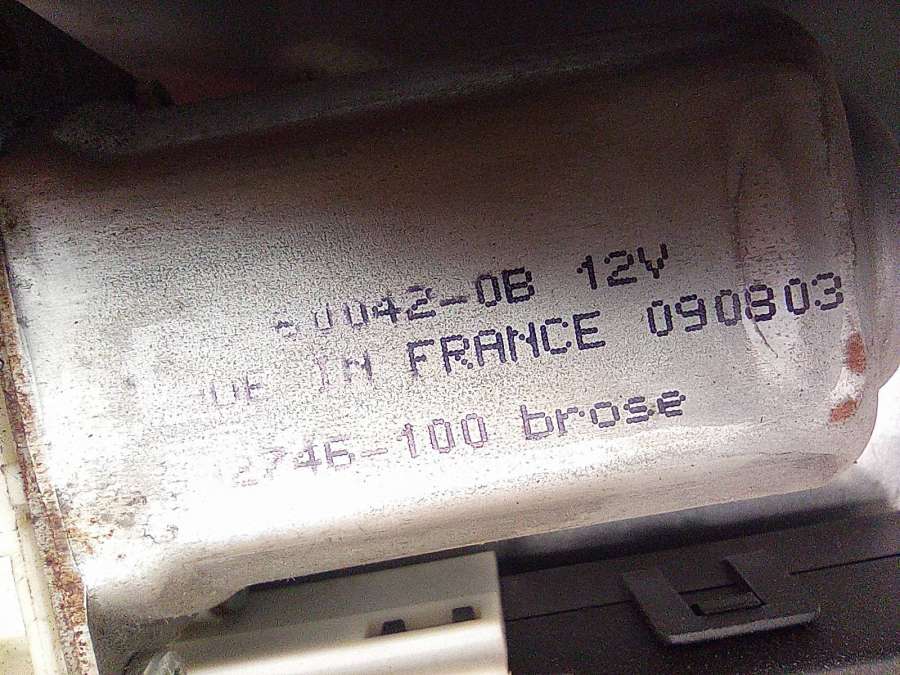 0042-0B 12V
IN FRANCE 090803
2746-100 brose